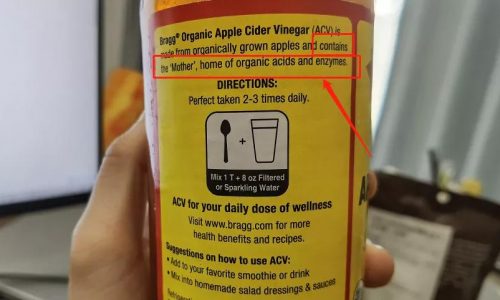 Bragg® Organic Apple Cider Vinegar (ACV) is
made from organically grown apples and contains
the 'Mother', home of organic acids and enzymes.
DIRECTIONS:
Perfect taken 2-3 times daily.
+
Mix 1 T + 8 oz Filtered
or Sparkling Water
ACV for your daily dose of wellness
Visit www.bragg.com for more
health benefits and recipes.
Suggestions on how to use ACV:
• Add to your favorite smoothie or drink
• Mix into homemade salad dressings & sauces